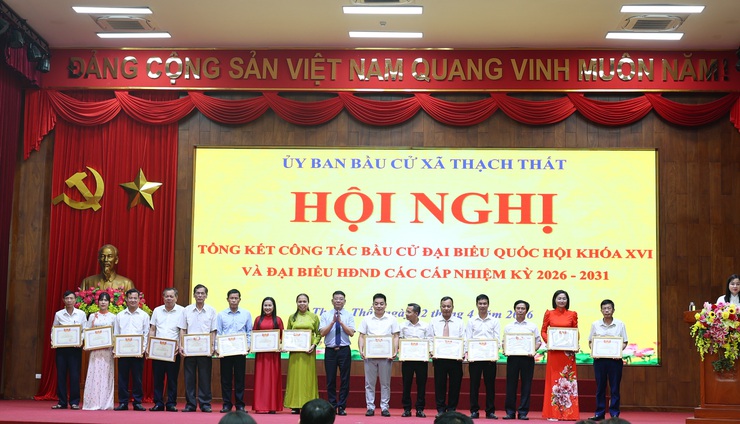 ĐẢNG CỘNG SẢN VIỆT NAM QUANG VINH MUÔN NĂM
ỦY BAN BẦU CỬ XÃ THẠCH THẤT
HỘI NGHỊ
TỔNG KẾT CÔNG TÁC BẦU CỬ ĐẠI BIỂU QUỐC HỘI KHÓA XVI
VÀ ĐẠI BIỂU HĐND CÁC CẤP NHIỆM KỲ 2026 - 2031